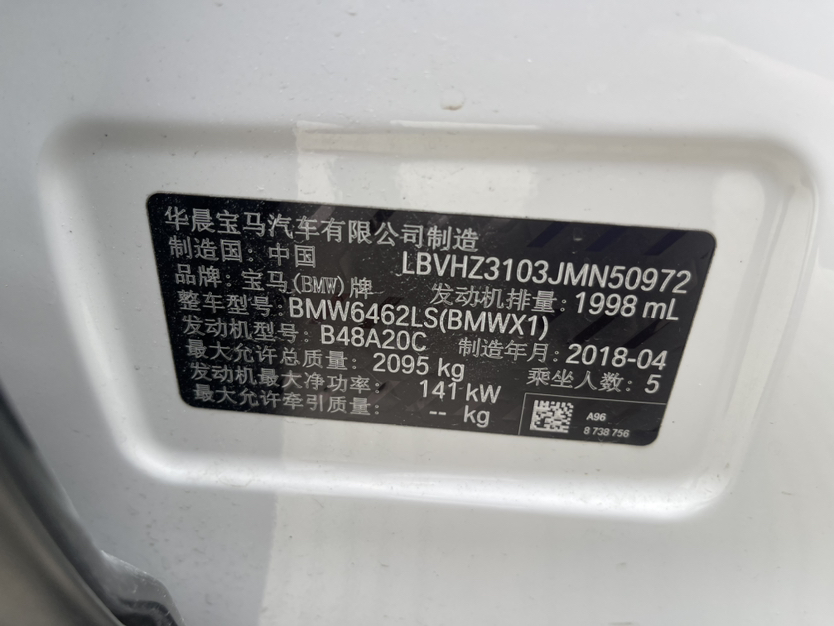 华晨宝马汽车有限公司制造
制造国：中国 LBVHZ3103JMN50972
品牌：宝马(BMW)牌 发动机排量：1998 mL
整车型号：BMW6462LS(BMWX1)
发动机型号：B48A20C 制造年月：2018-04
最大允许总质量：2095 kg 乘坐人数：5
发动机最大净功率：141 kW
最大允许牵引质量：-- kg
A96
8 738 756